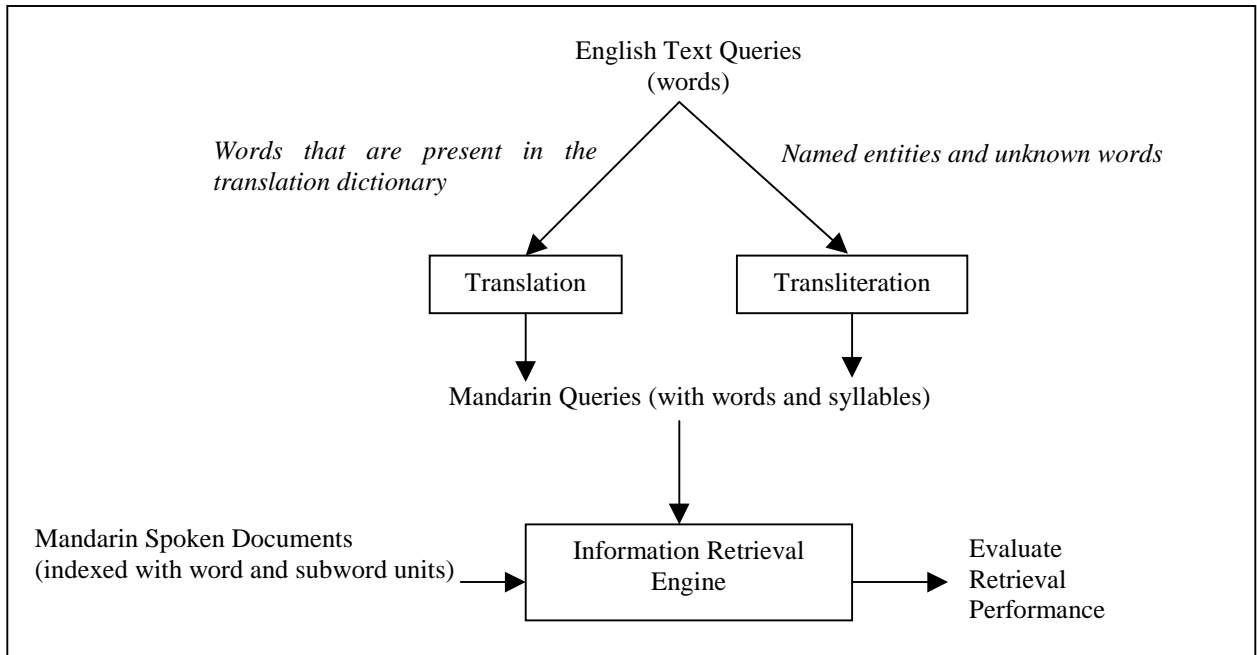 English Text Queries
(words)
Words that are present in the
translation dictionary
Named entities and unknown words
Translation
Transliteration
Mandarin Queries (with words and syllables)
Mandarin Spoken Documents
(indexed with word and subword units)
Information Retrieval
Engine
Evaluate
Retrieval
Performance